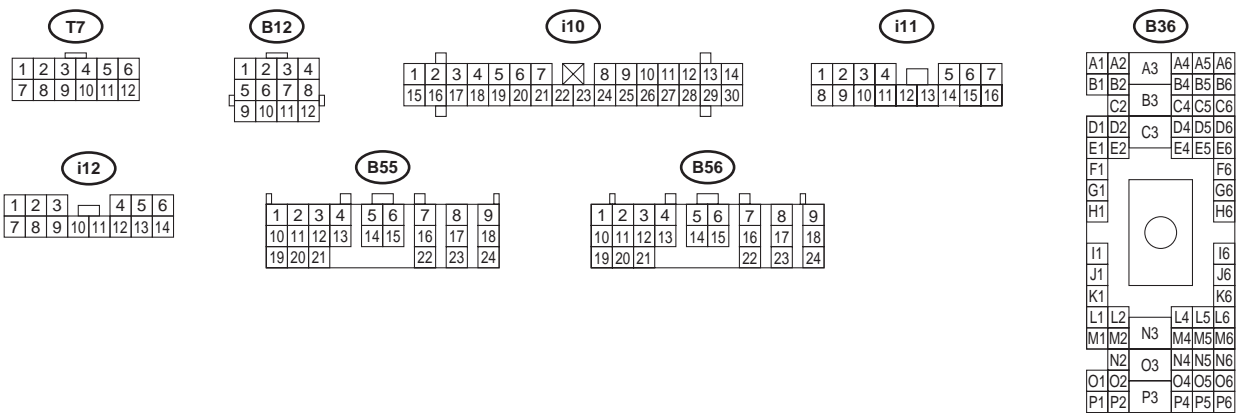 T7
B12
i10
i11
B36
1 2 3 4 5 6
7 8 9 10 11 12
1 2 3 4
5 6 7 8
9 10 11 12
1 2 3 4 5 6 7 8 9 10 11 12 13 14
15 16 17 18 19 20 21 22 23 24 25 26 27 28 29 30
1 2 3 4 5 6 7
8 9 10 11 12 13 14 15 16
A1 A2 A3 A4 A5 A6
B1 B2 B3 B4 B5 B6
C2 C3 C4 C5 C6
D1 D2 D4 D5 D6
E1 E2 E4 E5 E6
F1 F6
G1 G6
H1 H6
I1 I6
J1 J6
K1 K6
L1 L2 L4 L5 L6
M1 M2 N3 M4 M5 M6
N2 O3 N4 N5 N6
O1 O2 O4 O5 O6
P1 P2 P3 P4 P5 P6
i12
B55
B56
1 2 3 4 5 6
7 8 9 10 11 12 13 14
1 2 3 4 5 6 7 8 9
10 11 12 13 14 15 16 17 18
19 20 21 22 23 24
1 2 3 4 5 6 7 8 9
10 11 12 13 14 15 16 17 18
19 20 21 22 23 24